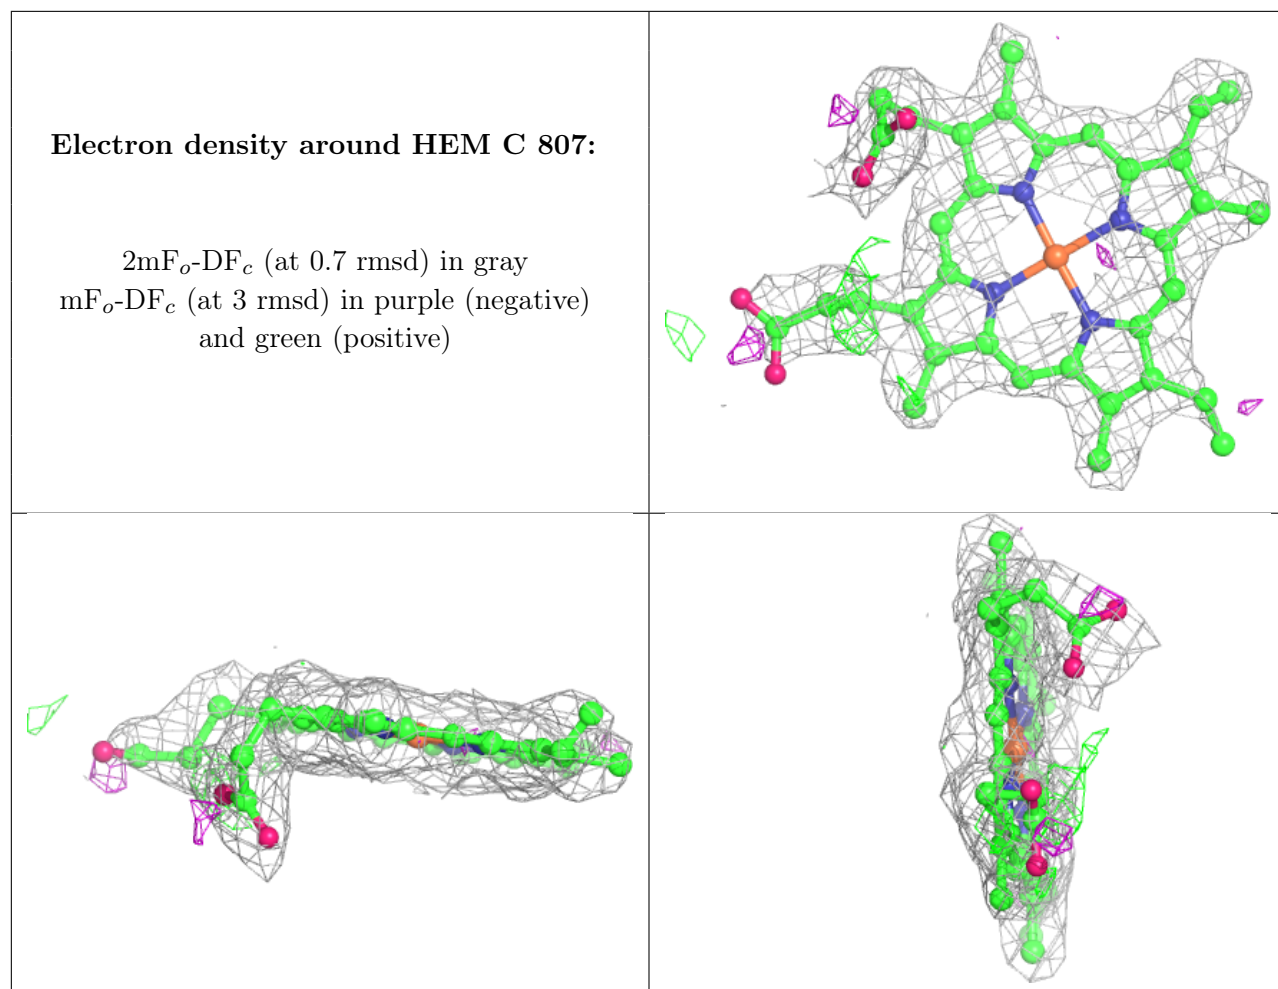 Electron density around HEM C 807:
2mFo-DFc (at 0.7 rmsd) in gray
mFo-DFc (at 3 rmsd) in purple (negative)
and green (positive)